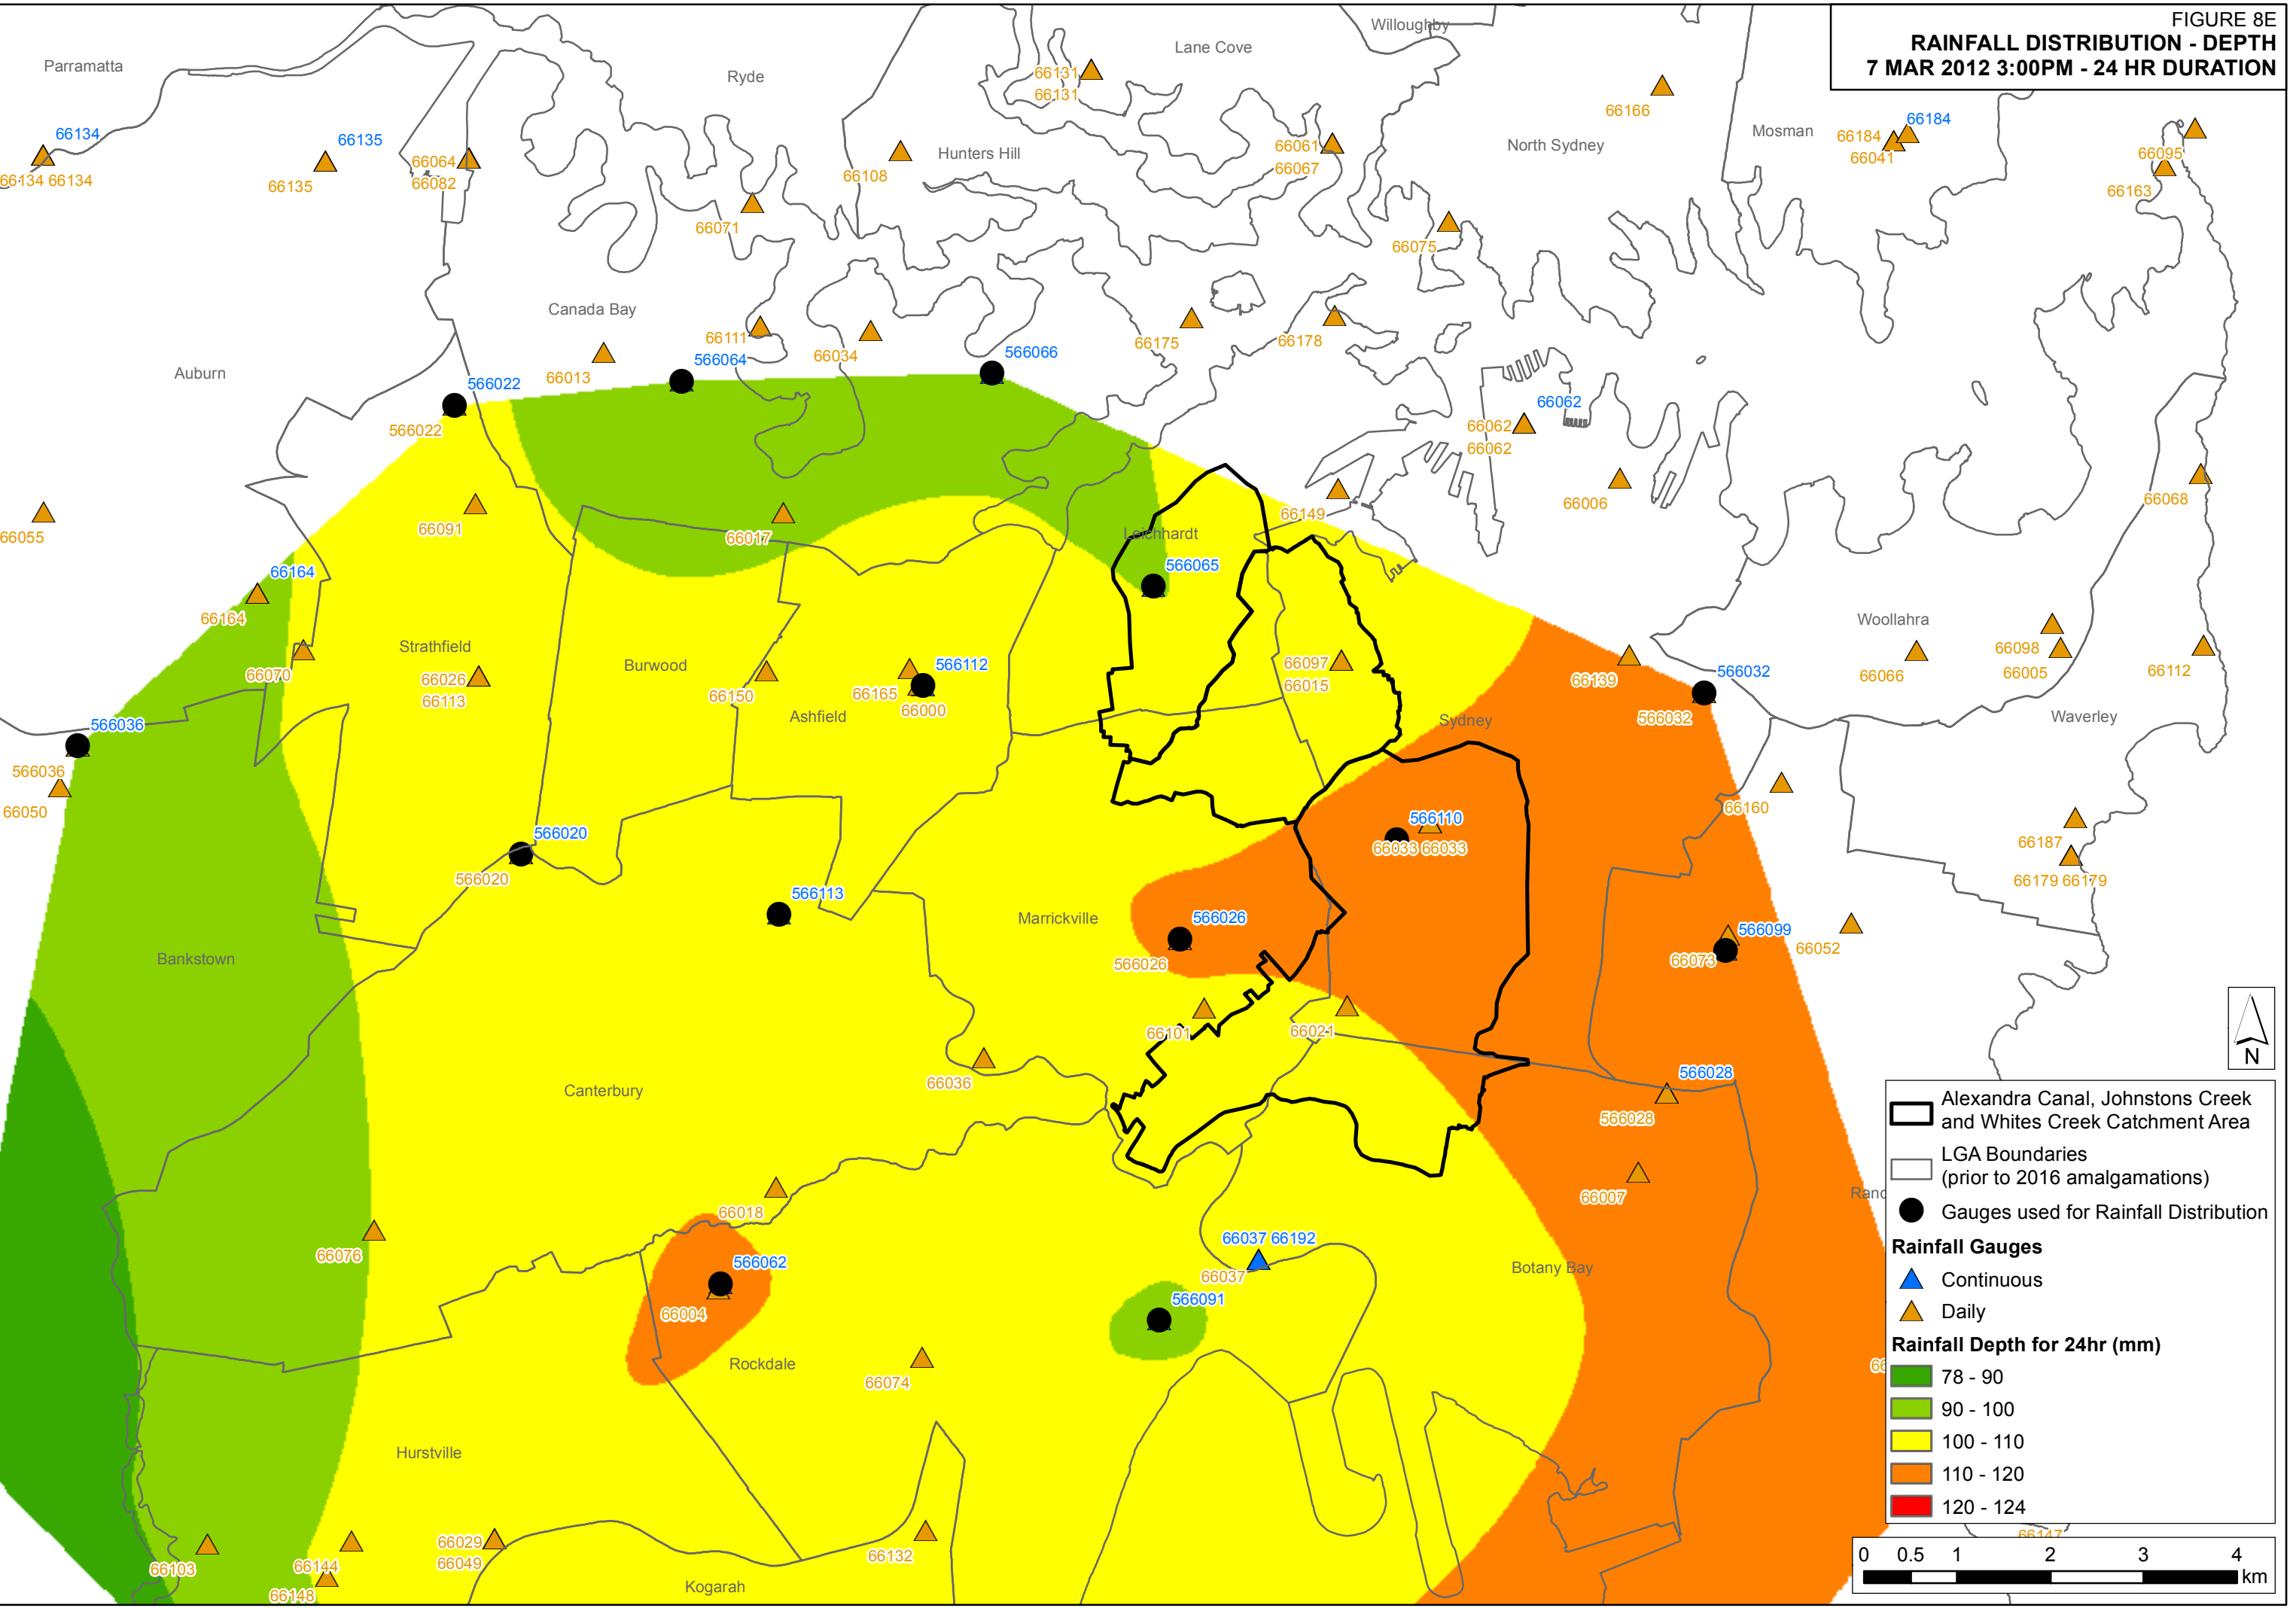 FIGURE 8E
RAINFALL DISTRIBUTION - DEPTH
7 MAR 2012 3:00PM - 24 HR DURATION
Willoughby
Lane Cove
Parramatta
Ryde
66131
66131
66166
Mosman
66134
66135
66184
66184
66041
66134 66134
66135
66064
66082
66108
Hunters Hill
66061
66067
North Sydney
66095
66163
66071
66075
Canada Bay
66111
66034
66175
66178
566064
566066
66013
Auburn
566022
566022
66062
66062
66062
66091
66017
66149
66006
66068
66055
Leichhardt
566065
66164
66164
Woollahra
Strathfield
Burwood
66070
66026
66113
66150
566112
66165
66000
66097
66015
66139
566032
566032
66066
66098
66005
66112
Ashfield
Sydney
Waverley
566036
566036
66050
66160
566020
566020
566110
66033 66033
66187
66179 66179
566113
Marrickville
566026
566026
566099
66073
66052
Bankstown
66101
66021
66036
Canterbury
566028
566028
66018
66007
Ranc
66076
566062
66004
66037 66192
66037
Botany Bay
566091
Rockdale
66074
66
Hurstville
66029
66049
66132
66103
66144
66148
Kogarah
66147
N
Alexandra Canal, Johnstons Creek
and Whites Creek Catchment Area
LGA Boundaries
(prior to 2016 amalgamations)
Gauges used for Rainfall Distribution
Rainfall Gauges
Continuous
Daily
Rainfall Depth for 24hr (mm)
78 - 90
90 - 100
100 - 110
110 - 120
120 - 124
0 0.5 1 2 3 4
km